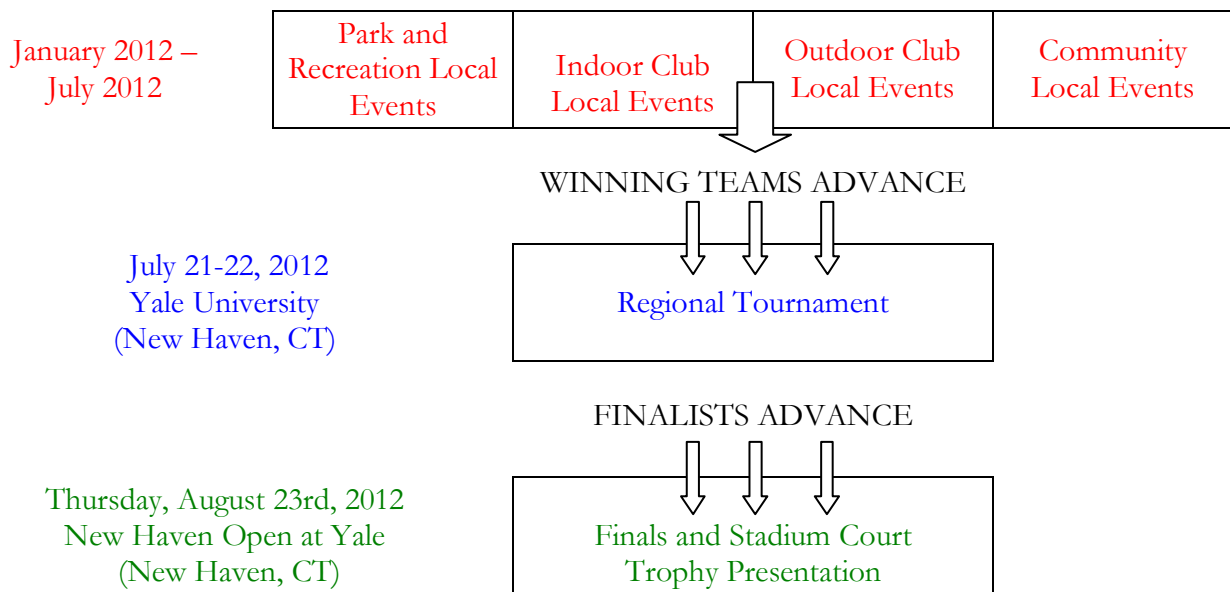 January 2012 –
July 2012
Park and
Recreation Local
Events
Indoor Club
Local Events
Outdoor Club
Local Events
Community
Local Events
WINNING TEAMS ADVANCE
July 21-22, 2012
Yale University
(New Haven, CT)
Regional Tournament
FINALISTS ADVANCE
Thursday, August 23rd, 2012
New Haven Open at Yale
(New Haven, CT)
Finals and Stadium Court
Trophy Presentation